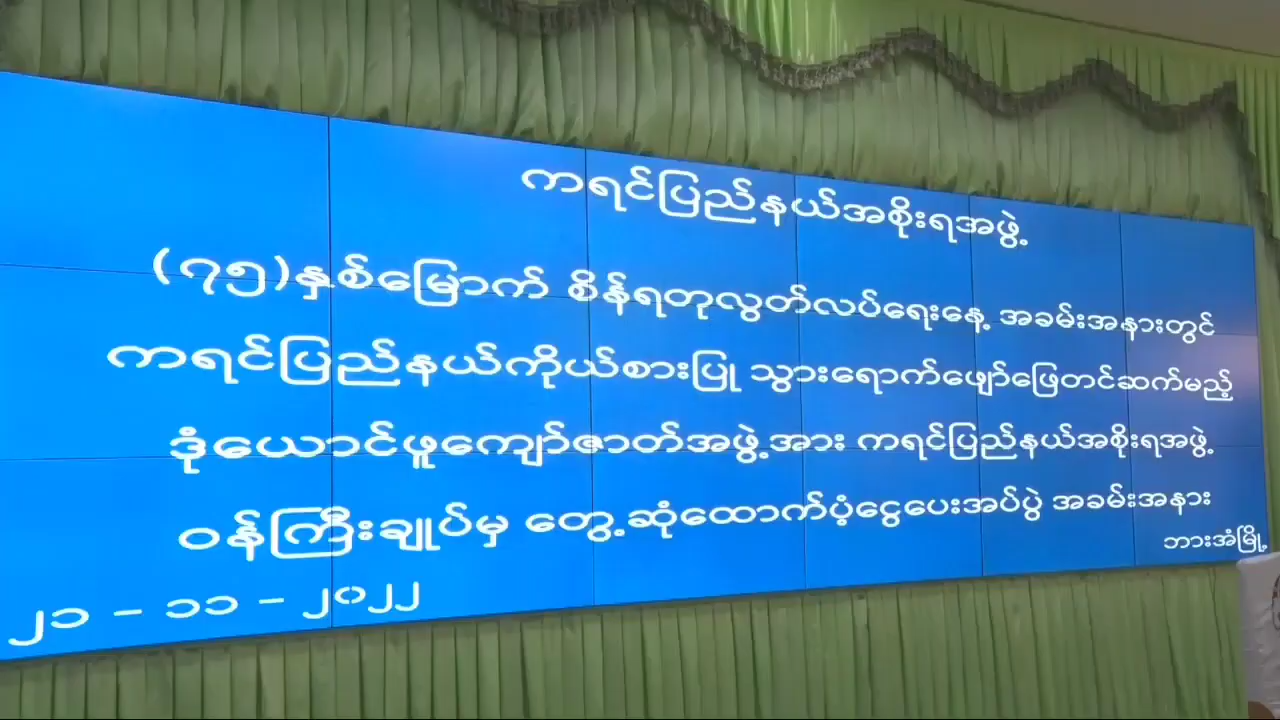 ကရင်ပြည်နယ်အစိုးရအဖွဲ့
(၇၅)နှစ်မြောက် စိန်ရတုလွတ်လပ်ရေးနေ့ အခမ်းအနားတွင်
ကရင်ပြည်နယ်ကိုယ်စားပြု သွားရောက်ဖျော်ဖြေတင်ဆက်မည့်
ဒုံယောင်ဖူကျော်ဇာတ်အဖွဲ့အား ကရင်ပြည်နယ်အစိုးရအဖွဲ့
ဝန်ကြီးချုပ်မှ တွေ့ဆုံထောက်ပံ့ငွေပေးအပ်ပွဲ အခမ်းအနား
ဘားအံမြို့
၂၁ - ၁၁ - ၂၀၂၂